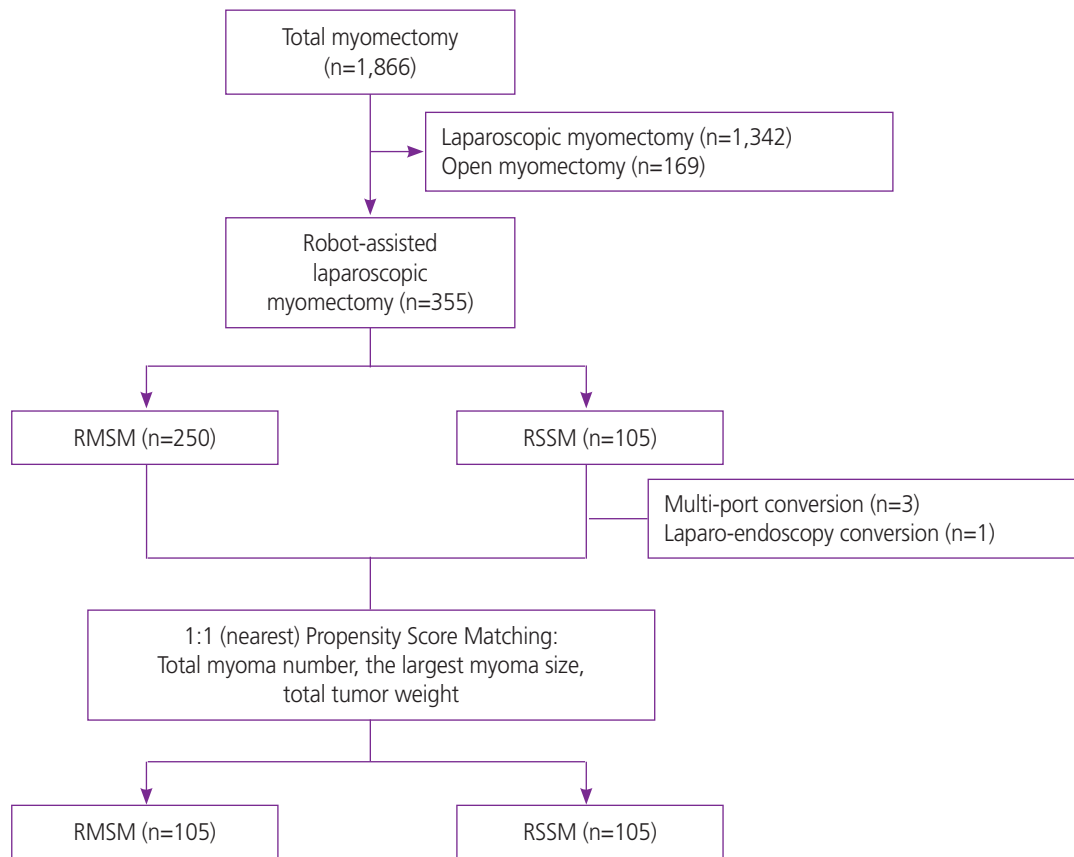 Total myomectomy
(n=1,866)
Laparoscopic myomectomy (n=1,342)
Open myomectomy (n=169)
Robot-assisted
laparoscopic
myomectomy (n=355)
RMSM (n=250)
RSSM (n=105)
Multi-port conversion (n=3)
Laparo-endoscopy conversion (n=1)
1:1 (nearest) Propensity Score Matching:
Total myoma number, the largest myoma size,
total tumor weight
RMSM (n=105)
RSSM (n=105)